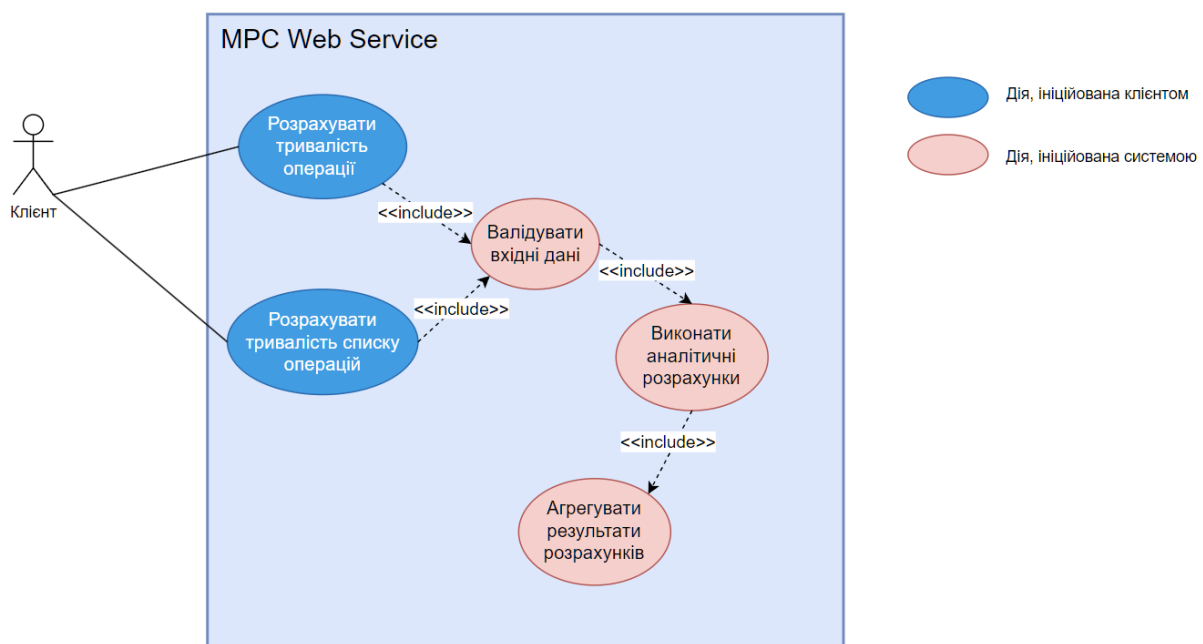 MPC Web Service
Розрахувати
тривалість
операції
Дія, ініційована клієнтом
Дія, ініційована системою
Клієнт
<<include>>
Валідувати
вхідні дані
<<include>>
<<include>>
Розрахувати
тривалість списку
операцій
Виконати
аналітичні
розрахунки
<<include>>
Агрегувати
результати
розрахунків